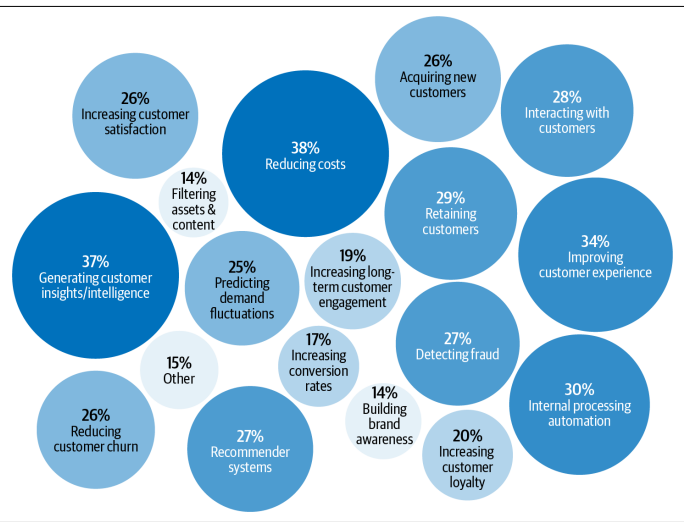 26%
Increasing customer
satisfaction
38%
Reducing costs
26%
Acquiring new
customers
28%
Interacting with
customers
14%
Filtering
assets &
content
29%
Retaining
customers
37%
Generating customer
insights/intelligence
25%
Predicting
demand
fluctuations
19%
Increasing long-
term customer
engagement
34%
Improving
customer experience
15%
Other
17%
Increasing
conversion
rates
27%
Detecting fraud
26%
Reducing
customer churn
27%
Recommender
systems
14%
Building
brand
awareness
20%
Increasing
customer
loyalty
30%
Internal processing
automation